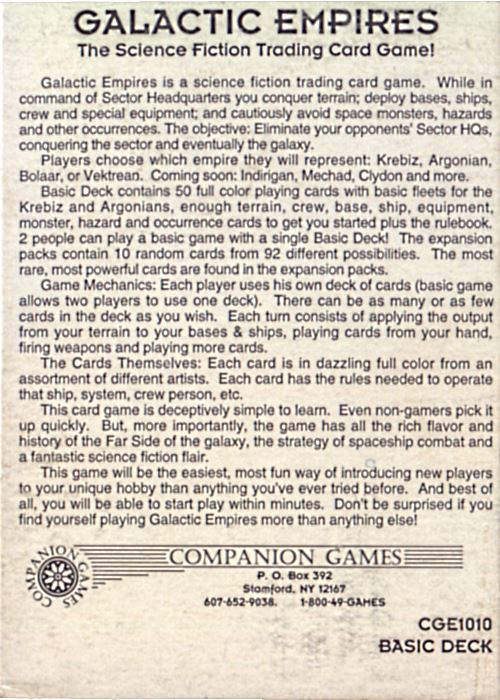 GALACTIC EMPIRES
The Science Fiction Trading Card Game!
Galactic Empires is a science fiction trading card game. While in
command of Sector Headquarters you conquer terrain; deploy bases, ships,
crew and special equipment; and cautiously avoid space monsters, hazards
and other occurrences. The objective: Eliminate your opponents' Sector HQs,
conquering the sector and eventually the galaxy.
Players choose which empire they will represent: Krebiz, Argonian,
Bolaar, or Vektrean. Coming soon: Indirigan, Mechad, Clydon and more.
Basic Deck contains 50 full color playing cards with basic fleets for the
Krebiz and Argonians, enough terrain, crew, base, ship, equipment,
monster, hazard and occurrence cards to get you started plus the rulebook.
2 people can play a basic game with a single Basic Deck! The expansion
packs contain 10 random cards from 92 different possibilities. The most
rare, most powerful cards are found in the expansion packs.
Game Mechanics: Each player uses his own deck of cards (basic game
allows two players to use one deck). There can be as many or as few
cards in the deck as you wish. Each turn consists of applying the output
from your terrain to your bases & ships, playing cards from your hand,
firing weapons and playing more cards.
The Cards Themselves: Each card is in dazzling full color from an
assortment of different artists. Each card has the rules needed to operate
that ship, system, crew person, etc.
This card game is deceptively simple to learn. Even non-gamers pick it
up quickly. But, more importantly, the game has all the rich flavor and
history of the Far Side of the galaxy, the strategy of spaceship combat and
a fantastic science fiction flair.
This game will be the easiest, most fun way of introducing new players
to your unique hobby than anything you've ever tried before. And best of
all, you will be able to start play within minutes. Don't be surprised if you
find yourself playing Galactic Empires more than anything else!
COMPANION GAMES
COMPANION GAMES
P. O. Box 392
Stamford, NY 12167
607-652-9038. 1-800-49-GAMES
CGE1010
BASIC DECK